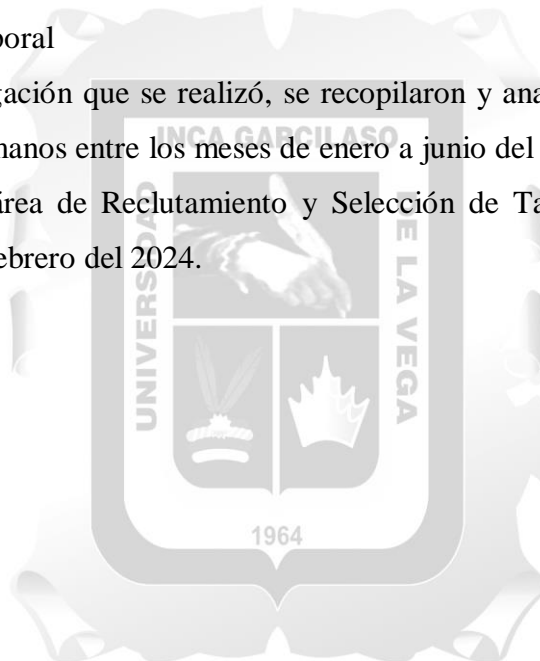 poral
gación que se realizó, se recopilaron y ana
manos entre los meses de enero a junio del
área de Reclutamiento y Selección de Ta
ebrero del 2024.
INCA GARCILASO
UNIVERSIDAD
DE LA VEGA
1964